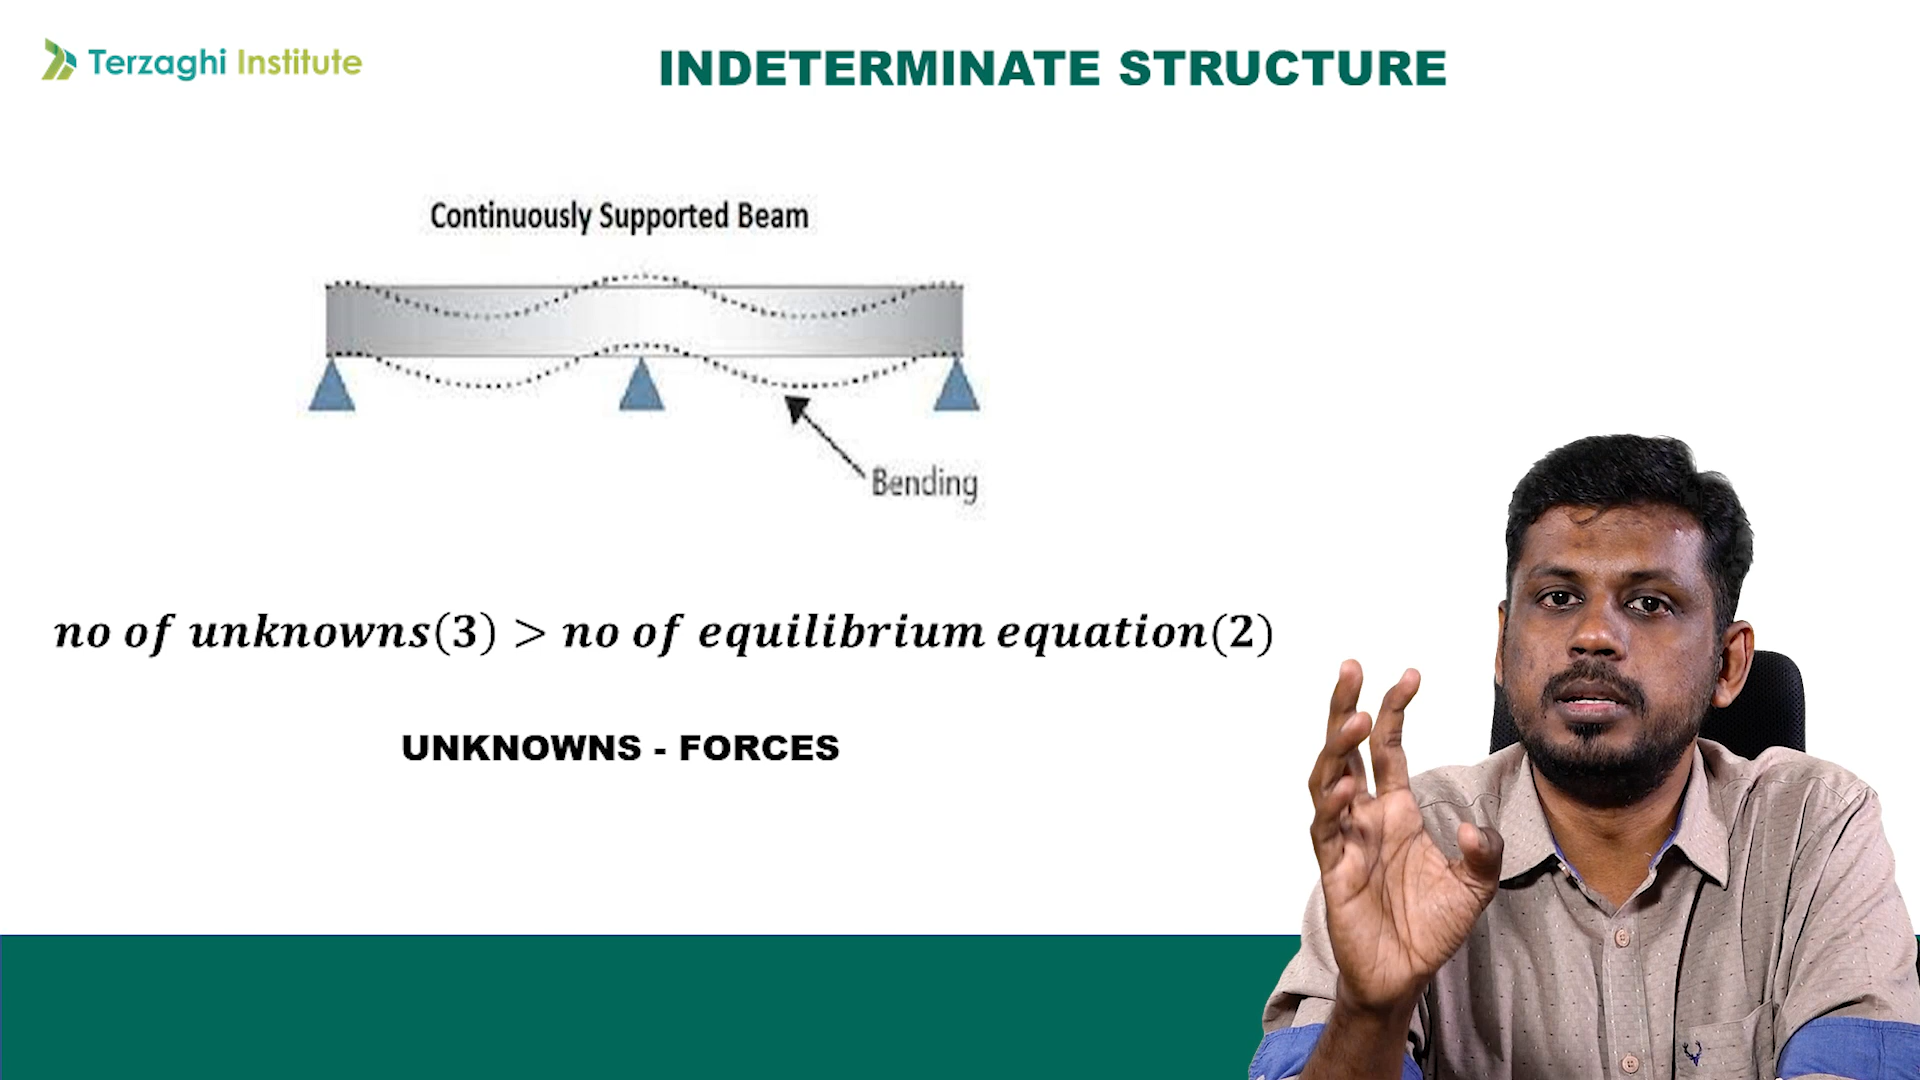 Terzaghi Institute
INDETERMINATE STRUCTURE
Continuously Supported Beam
Bending
no of unknowns(3) > no of equilibrium equation(2)
UNKNOWNS - FORCES